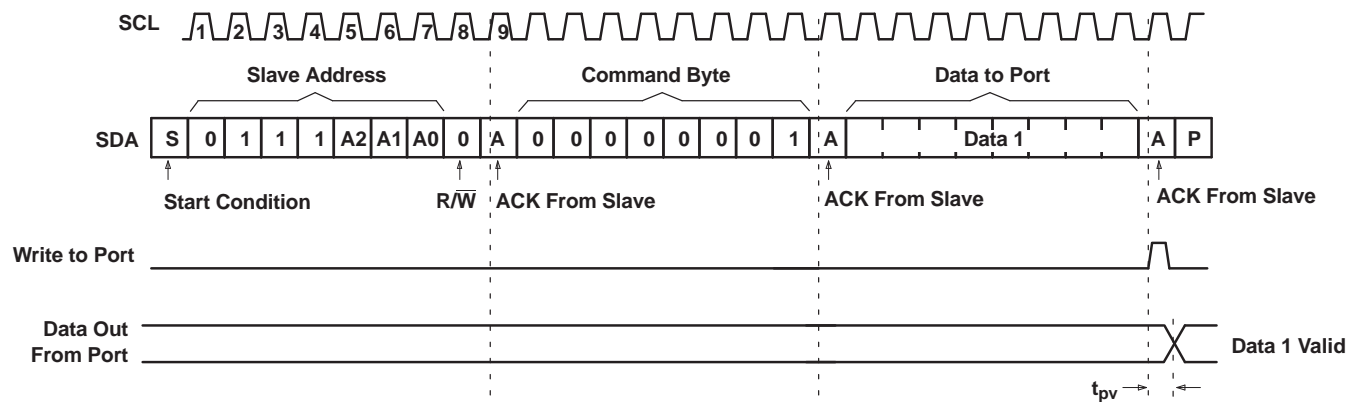 SCL 1 2 3 4 5 6 7 8 9
Slave Address Command Byte Data to Port
SDA S 0 1 1 1 A2 A1 A0 0 A 0 0 0 0 0 0 0 1 A Data 1 A P
Start Condition R/W̅ ACK From Slave ACK From Slave ACK From Slave
Write to Port
Data Out
From Port
Data 1 Valid
tpv